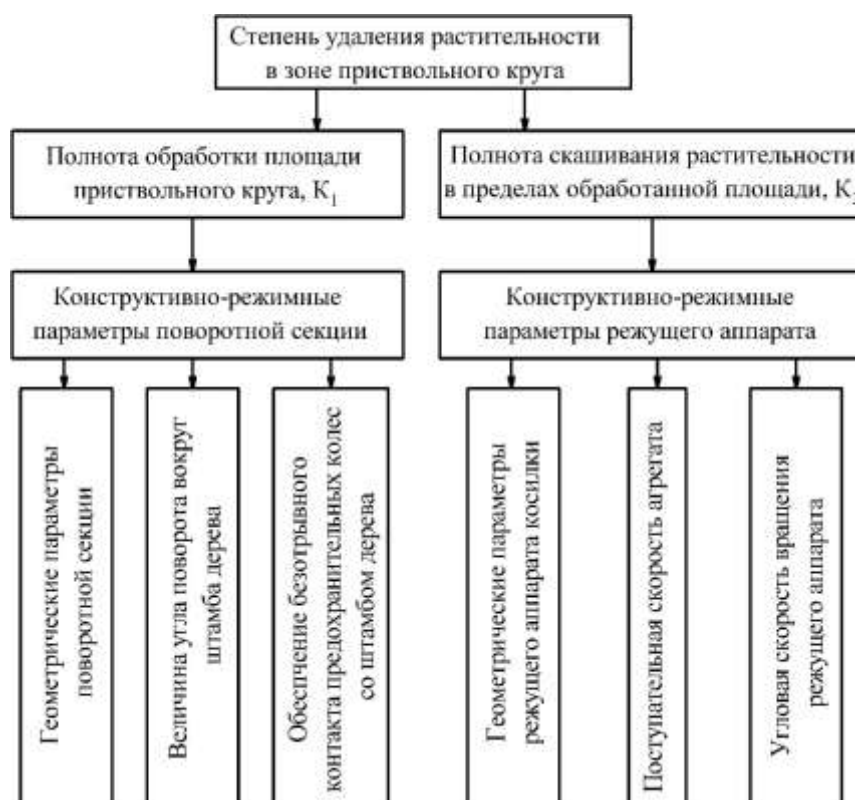 Степень удаления растительности
в зоне приствольного круга
Полнота обработки площади
приствольного круга, К₁
Полнота скашивания растительности
в пределах обработанной площади, К₂
Конструктивно-режимные
параметры поворотной секции
Конструктивно-режимные
параметры режущего аппарата
Геометрические параметры
поворотной секции
Величина угла поворота вокруг
штамба дерева
Обеспчение безотрывного
контакта предохранительных колес
со штамбом дерева
Геометрические параметры
режущего аппарата косилки
Поступательная скорость агрегата
Угловая скорость вращения
режущего аппарата